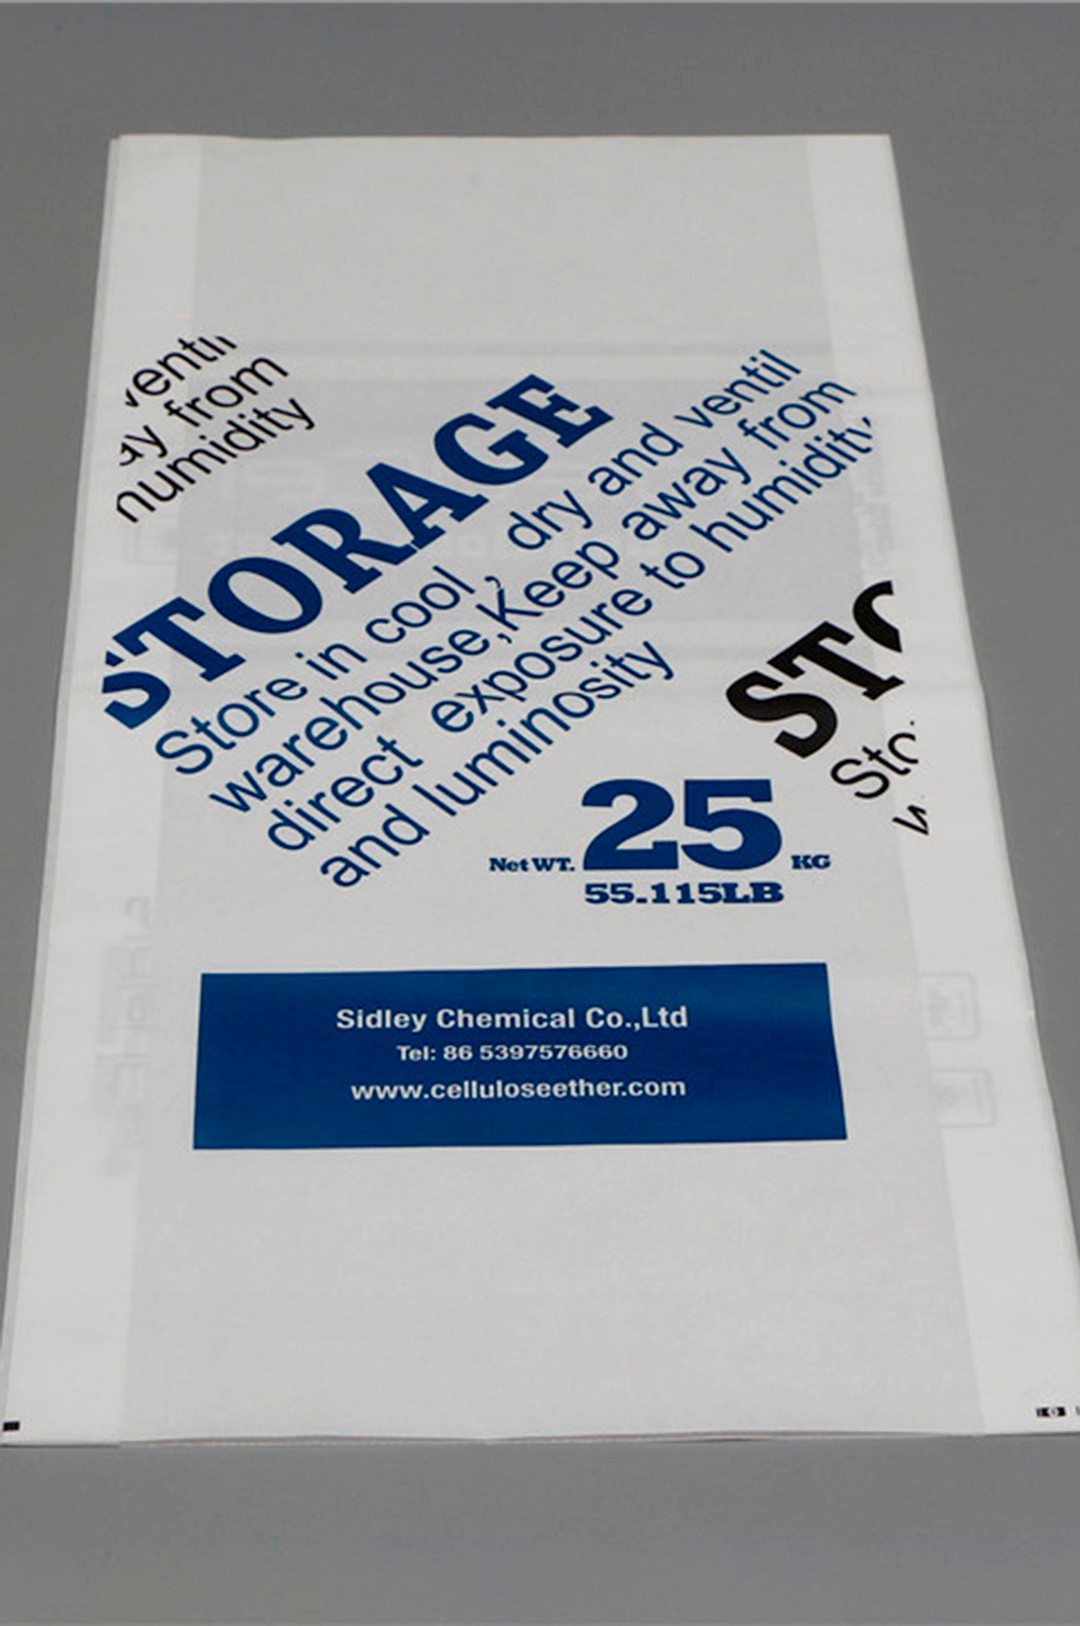 ventil
ay from
humidity
STORAGE
Store in cool , dry and ventil
warehouse,Keep away from
direct exposure to humidity
and luminosity
STO
Sto
w
Net WT. 25 KG
55.115LB
Sidley Chemical Co.,Ltd
Tel: 86 5397576660
www.celluloseether.com